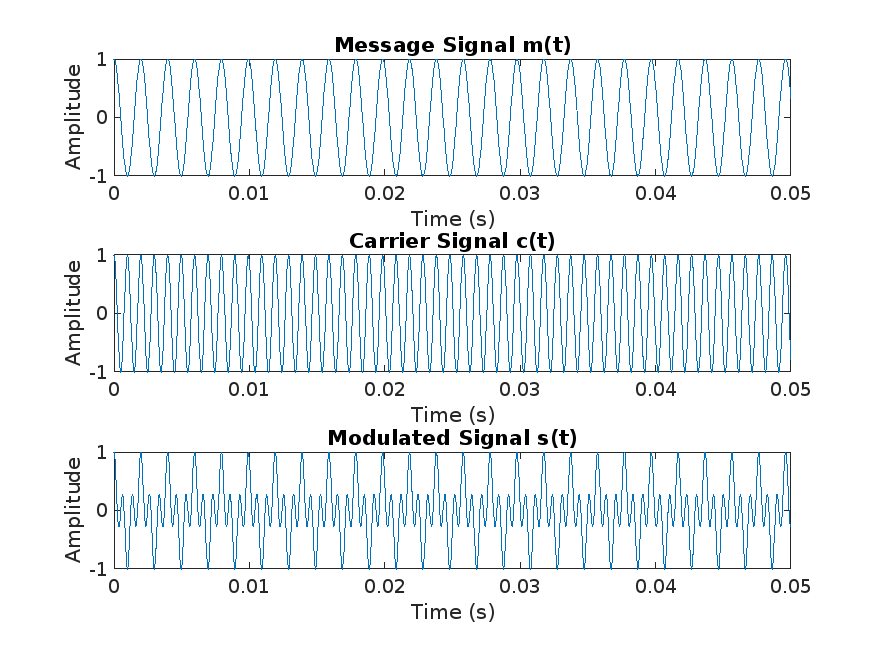 Message Signal m(t)
Amplitude
1
0
-1
0 0.01 0.02 0.03 0.04 0.05
Time (s)
Carrier Signal c(t)
Amplitude
1
0
-1
0 0.01 0.02 0.03 0.04 0.05
Time (s)
Modulated Signal s(t)
Amplitude
1
0
-1
0 0.01 0.02 0.03 0.04 0.05
Time (s)